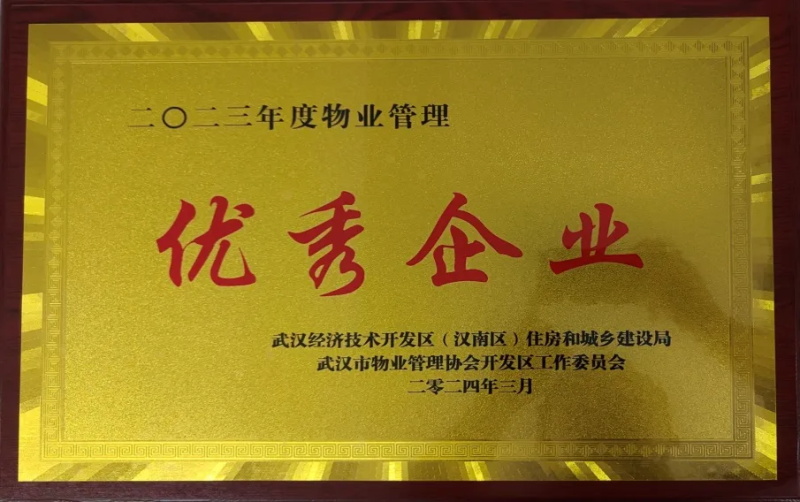 二〇二三年度物业管理
优秀企业
武汉经济技术开发区（汉南区）住房和城乡建设局
武汉市物业管理协会开发区工作委员会
二零二四年三月